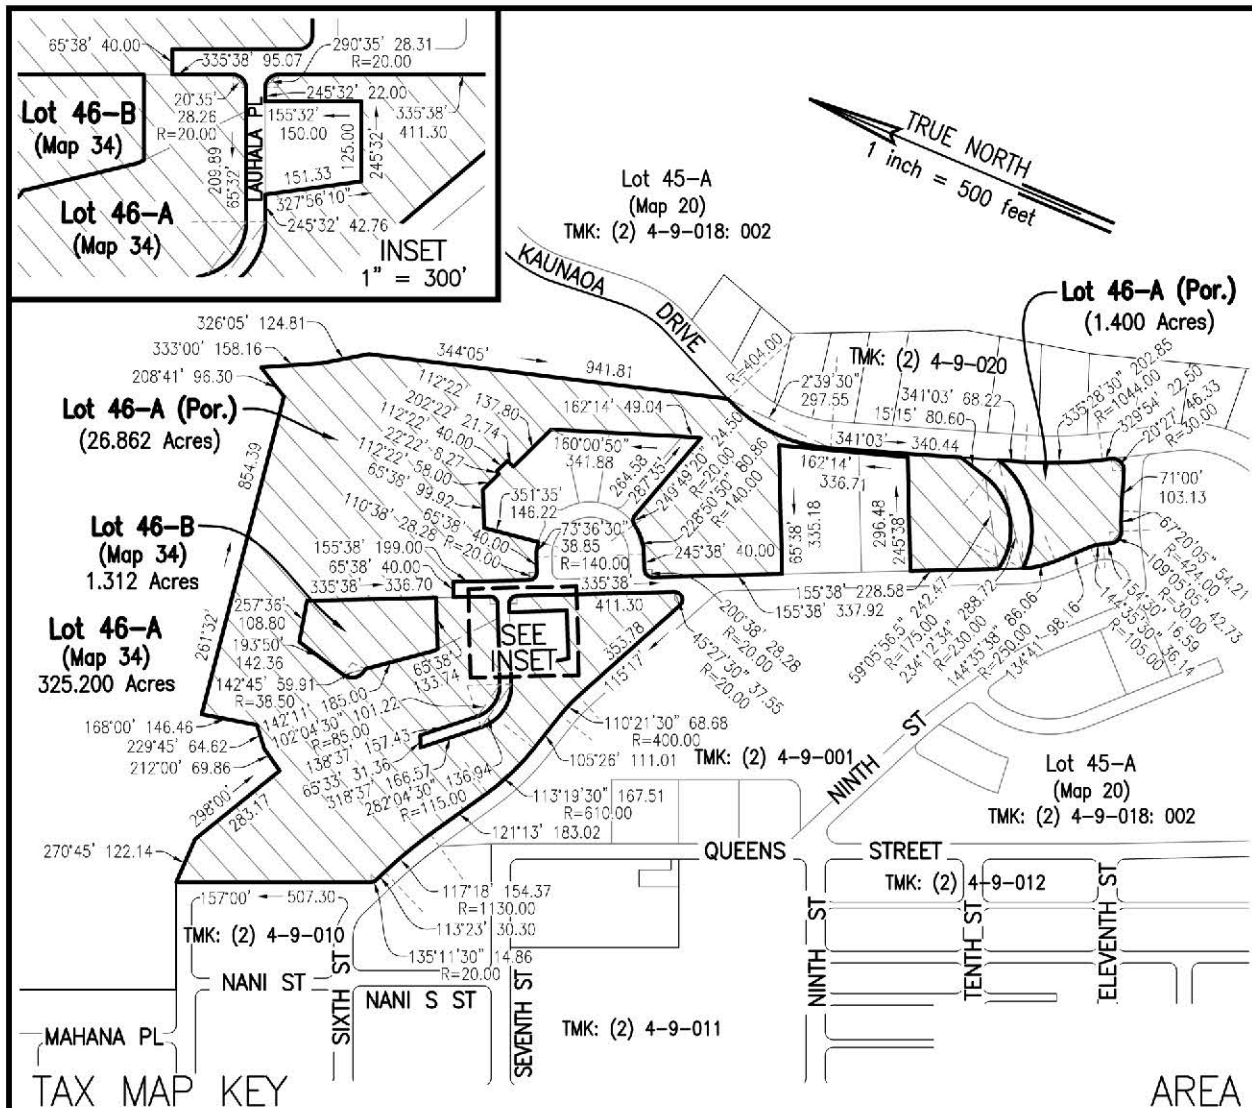 65°38' 40.00
335°38' 95.07
290°35' 28.31
R=20.00
20°35'
28.26
R=20.00
245°32' 22.00
155°32'
150.00
335°38'
411.30
Lot 46-B
(Map 34)
209.89
65°32'
LAUHALA PL
125.00
245°32'
151.33
327°56'10"
245°32' 42.76
Lot 46-A
(Map 34)
INSET
1" = 300'
TRUE NORTH
1 inch = 500 feet
Lot 45-A
(Map 20)
TMK: (2) 4-9-018: 002
KAUNAOA
DRIVE
Lot 46-A (Por.)
(1.400 Acres)
326°05' 124.81
333°00' 158.16
208°41' 96.30
344°05'
941.81
R=404.00
TMK: (2) 4-9-020
2°39'30"
297.55
341°03' 68.22
15°15' 80.60
341°03' 340.44
335°28'30" 202.85
R=1044.00
329°54' 22.50
20°27' 46.33
R=30.00
Lot 46-A (Por.)
(26.862 Acres)
112°22' 137.80
202°22' 21.74
112°22' 40.00
22°22' 8.27
112°22' 58.00
65°38' 99.92
162°14' 49.04
160°00'50"
341.88
264.58
287.35
249°49'20" 24.50
R=20.00
228°50'50" 80.86
R=140.00
162°14'
336.71
65°38'
335.18
296.48
245°38'
71°00'
103.13
854.39
261°32'
351°35'
146.22
110°38' 28.28
R=20.00
65°38' 40.00
73°36'30"
38.85
R=140.00
245°38' 40.00
Lot 46-B
(Map 34)
1.312 Acres
155°38' 199.00
65°38' 40.00
335°38' 336.70
335°38'
411.30
155°38' 228.58
155°38' 337.92
67°20'05" 54.21
R=424.00
109°05'05" 42.73
R=30.00
154°50' 16.59
144°35'30" 36.14
R=105.00
59°05'56.5" 242.47
R=175.00
234°12'34" 288.72
R=230.00
144°35'38" 86.06
R=250.00
134°41' 98.16
Lot 46-A
(Map 34)
325.200 Acres
257°36'
108.80
193°50'
142.36
142°45' 59.91
R=38.50
SEE
INSET
65°38'
133.74
353.78
115°17'
200°38' 28.28
R=20.00
45°27'30" 37.55
R=20.00
168°00' 146.46
229°45' 64.62
212°00' 69.86
142°11' 185.00
102°04'30" 101.22
R=85.00
138°37' 157.43
65°33' 31.36
318°37' 166.57
282°04'30" 136.94
R=115.00
110°21'30" 68.68
R=400.00
105°26' 111.01
TMK: (2) 4-9-001
NINTH ST
Lot 45-A
(Map 20)
TMK: (2) 4-9-018: 002
298°00'
283.17
113°19'30" 167.51
R=610.00
121°13' 183.02
270°45' 122.14
QUEENS STREET
157°00' 507.30
117°18' 154.37
R=1130.00
113°23' 30.30
135°11'30" 14.86
R=20.00
TMK: (2) 4-9-012
TMK: (2) 4-9-010
NANI ST
NANI S ST
SIXTH ST
SEVENTH ST
NINTH ST
TENTH ST
ELEVENTH ST
MAHANA PL
TMK: (2) 4-9-011
TAX MAP KEY
AREA